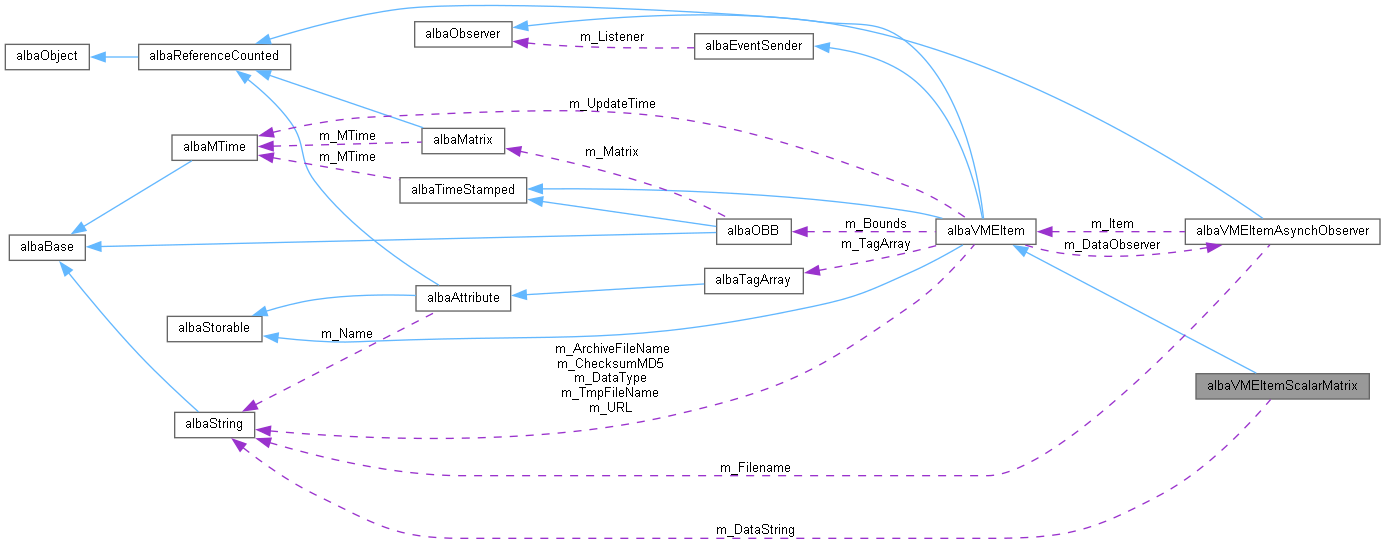 albaObserver
m_Listener
albaEventSender
albaObject
albaReferenceCounted
m_UpdateTime
albaMTime
m_MTime
albaMatrix
m_MTime
m_Matrix
albaTimeStamped
albaBase
albaOBB
m_Bounds
albaVMEItem
m_Item
albaVMEItemAsynchObserver
m_TagArray
m_DataObserver
albaTagArray
albaAttribute
albaStorable
m_Name
m_ArchiveFileName
m_ChecksumMD5
m_DataType
m_TmpFileName
m_URL
albaVMEItemScalarMatrix
albaString
m_Filename
m_DataString